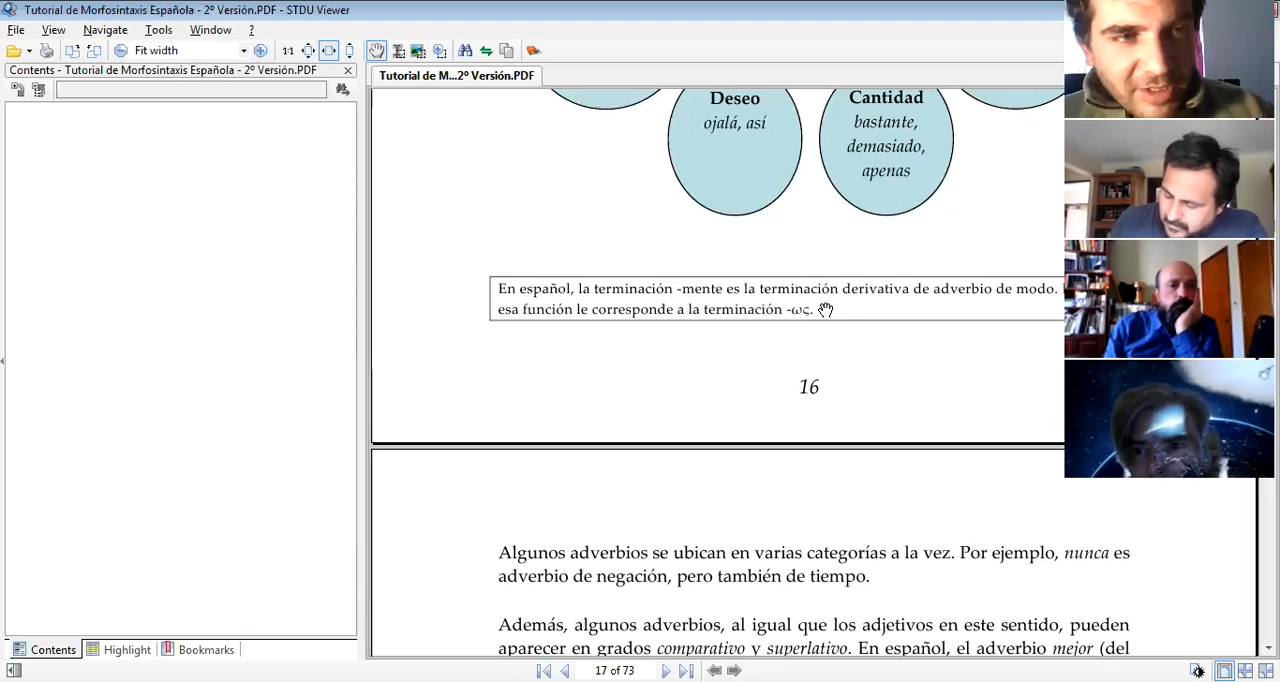 Tutorial de Morfosintaxis Española - 2º Versión.PDF - STDU Viewer
File View Navigate Tools Window ?
Fit width 1:1
Contents - Tutorial de Morfosintaxis Española - 2º Versión.PDF
Tutorial de M...2º Versión.PDF
Deseo
ojalá, así
Cantidad
bastante,
demasiado,
apenas
En español, la terminación -mente es la terminación derivativa de adverbio de modo.
esa función le corresponde a la terminación -ως.
16
Algunos adverbios se ubican en varias categorías a la vez. Por ejemplo, nunca es
adverbio de negación, pero también de tiempo.
Además, algunos adverbios, al igual que los adjetivos en este sentido, pueden
aparecer en grados comparativo y superlativo. En español, el adverbio mejor (del
Contents Highlight Bookmarks
17 of 73